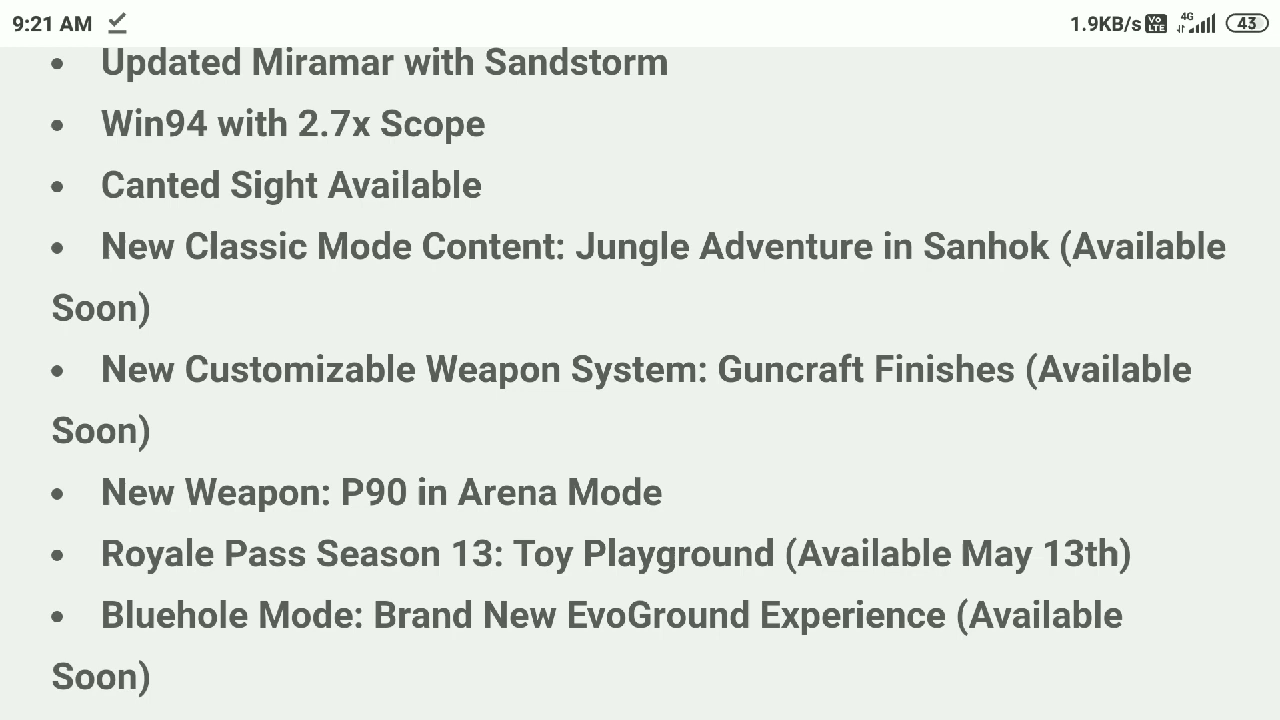 9:21 AM 1.9KB/s Vo LTE 4G 43
• Updated Miramar with Sandstorm
• Win94 with 2.7x Scope
• Canted Sight Available
• New Classic Mode Content: Jungle Adventure in Sanhok (Available
Soon)
• New Customizable Weapon System: Guncraft Finishes (Available
Soon)
• New Weapon: P90 in Arena Mode
• Royale Pass Season 13: Toy Playground (Available May 13th)
• Bluehole Mode: Brand New EvoGround Experience (Available
Soon)